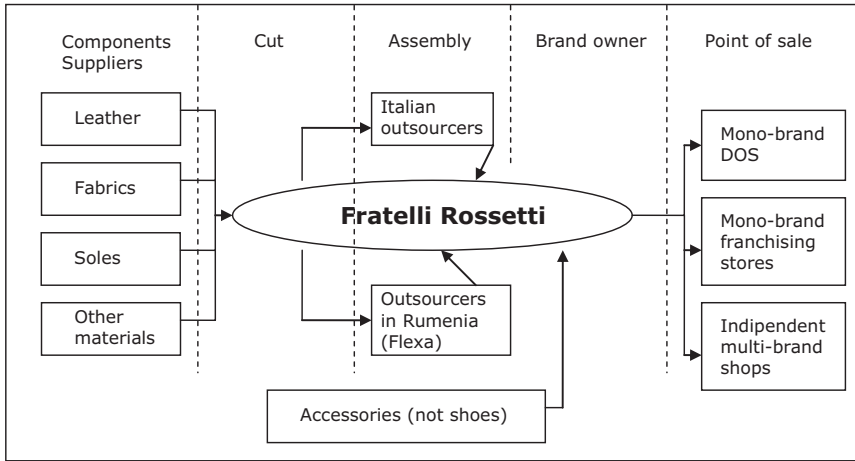 Components
Suppliers
Cut
Assembly
Brand owner
Point of sale
Leather
Fabrics
Soles
Other
materials
Italian
outsourcers
Fratelli Rossetti
Outsourcers
in Rumenia
(Flexa)
Accessories (not shoes)
Mono-brand
DOS
Mono-brand
franchising
stores
Indipendent
multi-brand
shops